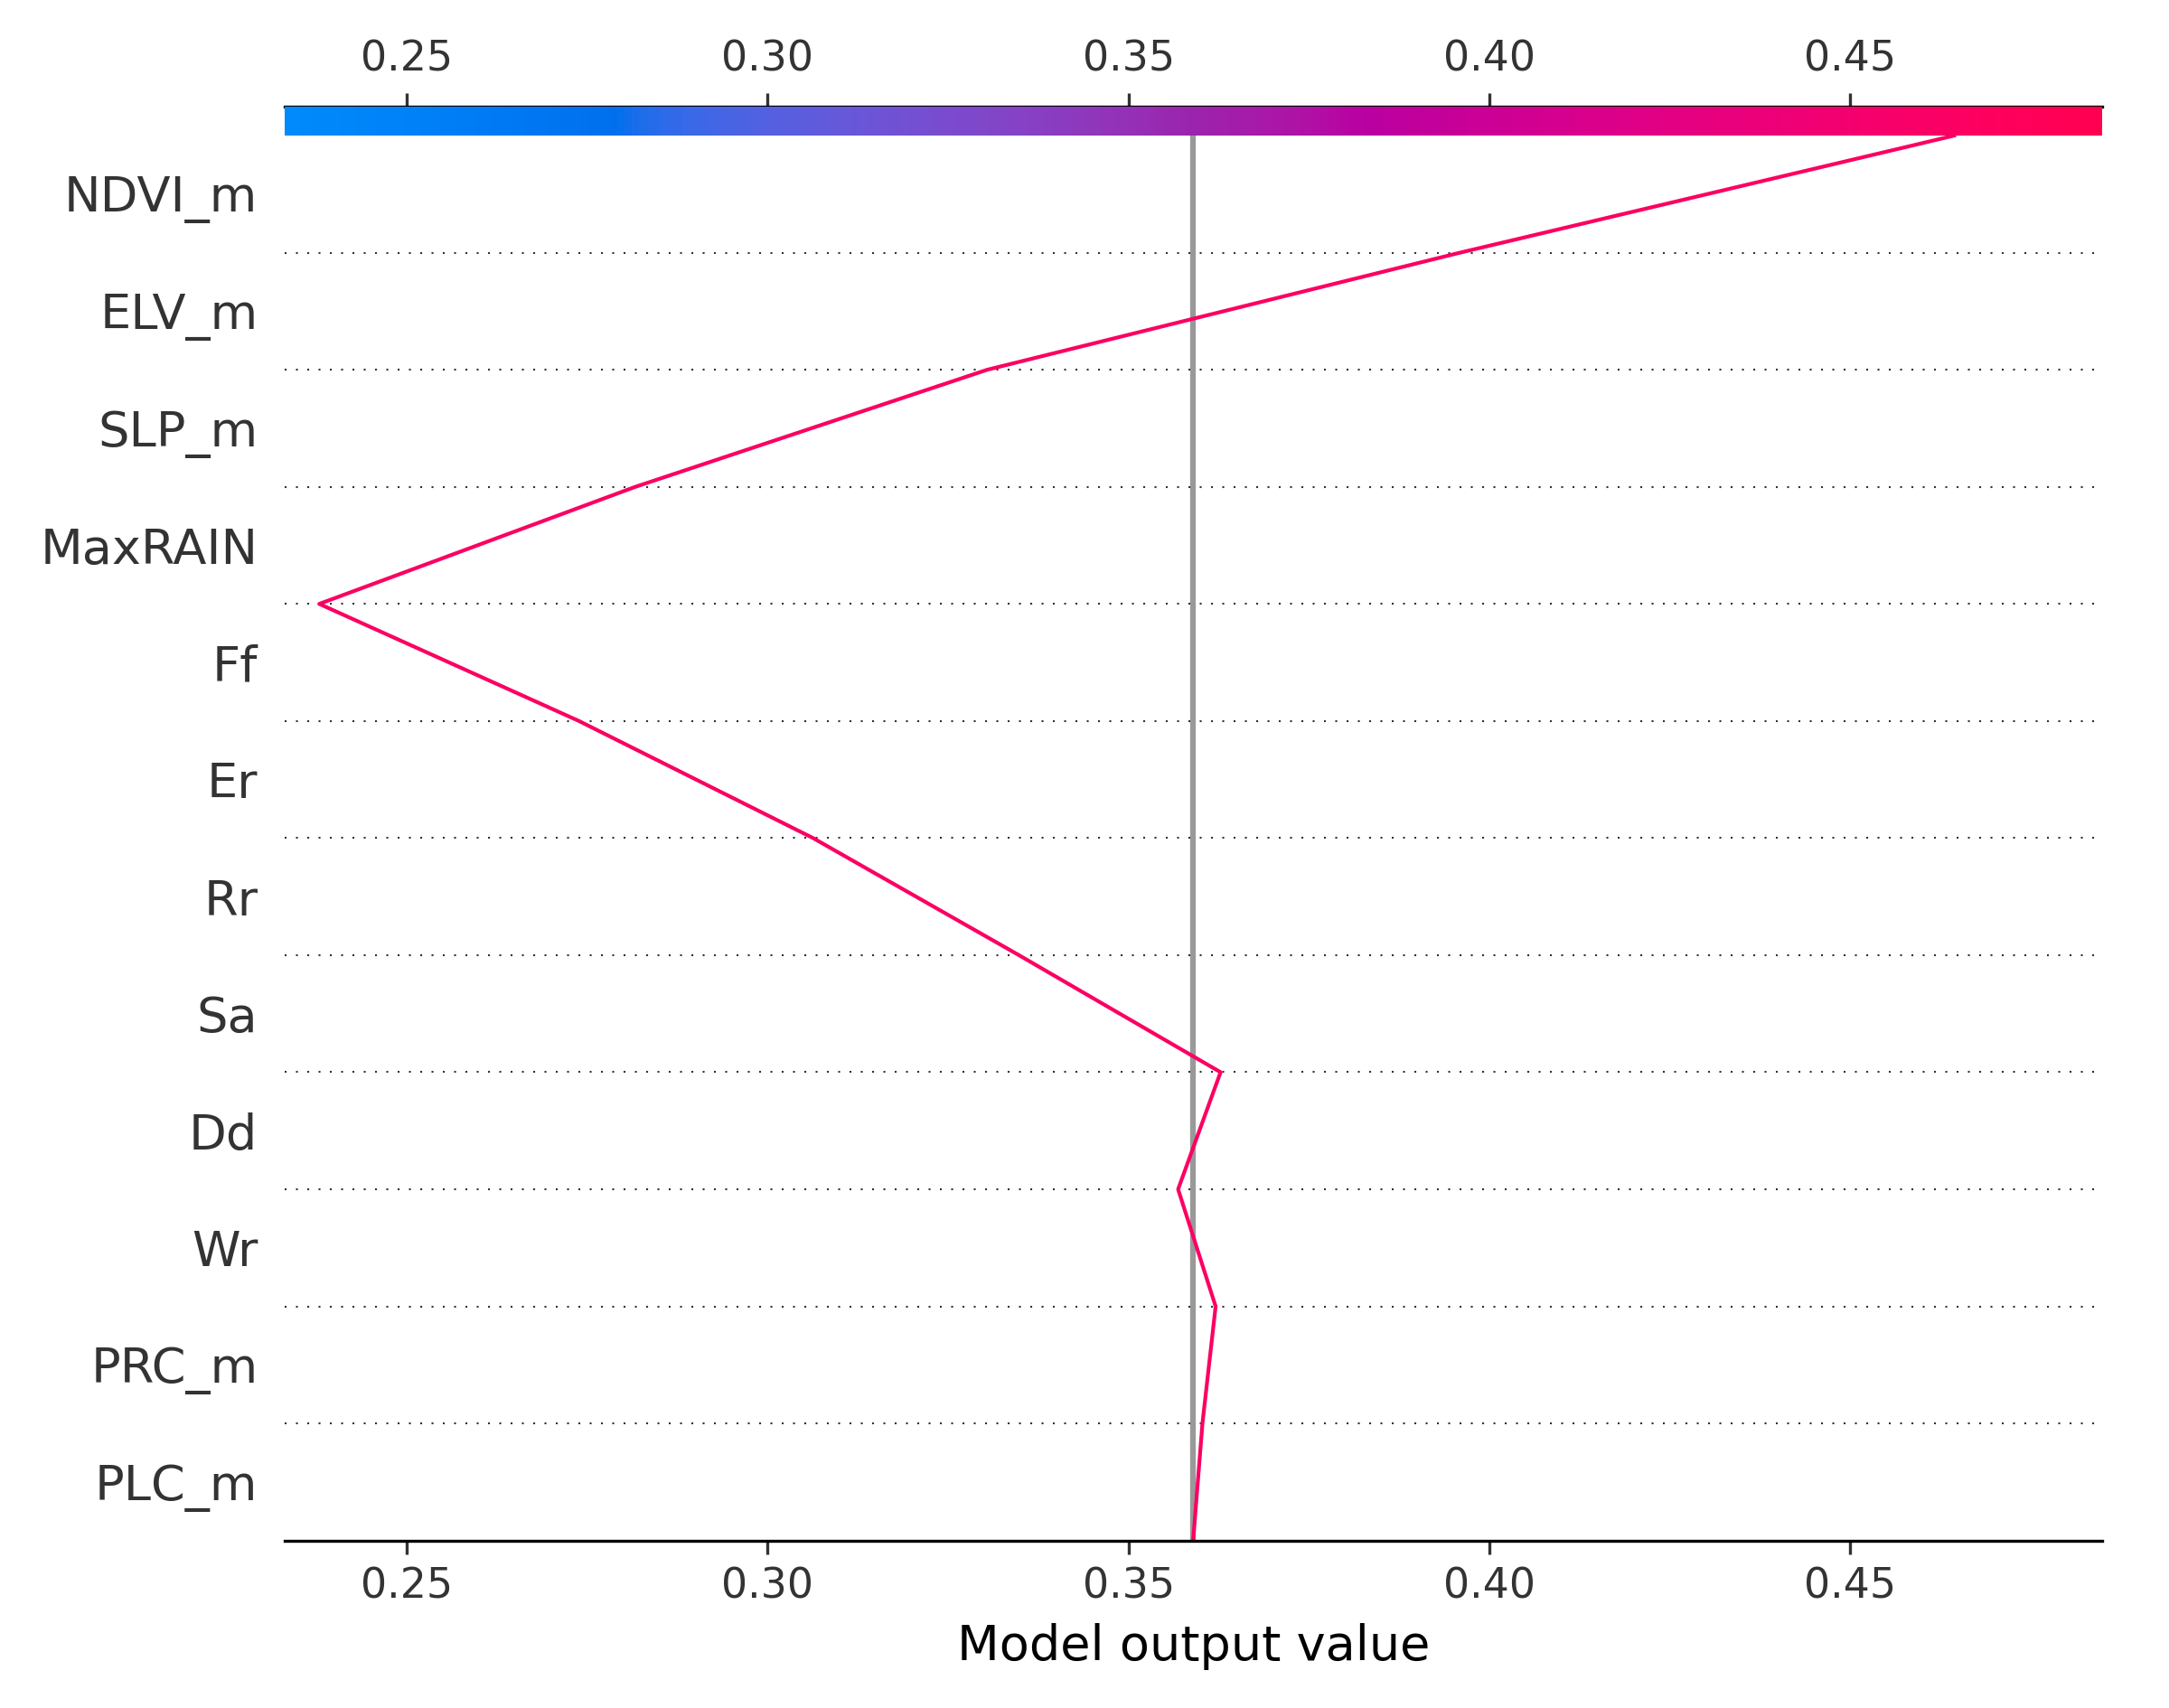 0.25 0.30 0.35 0.40 0.45
NDVI_m
ELV_m
SLP_m
MaxRAIN
Ff
Er
Rr
Sa
Dd
Wr
PRC_m
PLC_m
0.25 0.30 0.35 0.40 0.45
Model output value